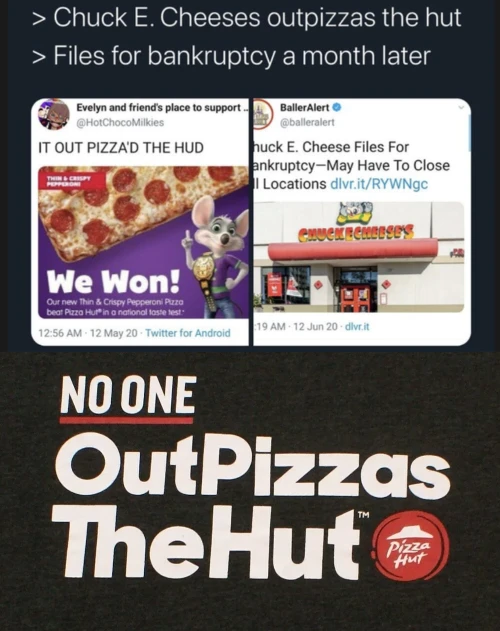 > Chuck E. Cheeses outpizzas the hut
> Files for bankruptcy a month later
Evelyn and friend's place to support ..
@HotChocoMilkies
IT OUT PIZZA'D THE HUD
THIN & CRISPY
PEPPERONI
We Won!
Our new Thin & Crispy Pepperoni Pizza
beat Pizza Hut® in a national taste test*
12:56 AM · 12 May 20 · Twitter for Android
BallerAlert
@balleralert
huck E. Cheese Files For
ankruptcy—May Have To Close
ll Locations dlvr.it/RYWNgc
CHUCK E CHEESE'S
:19 AM · 12 Jun 20 · dlvr.it
NO ONE
OutPizzas
TheHut™
Pizza
Hut